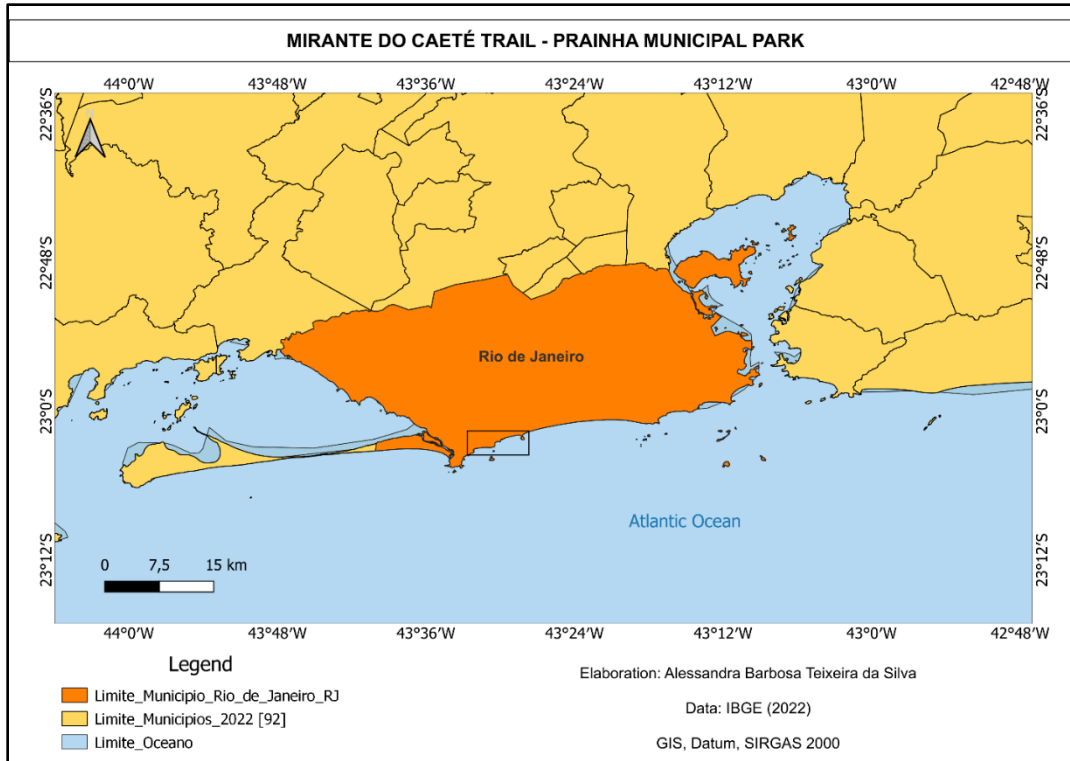 MIRANTE DO CAETÉ TRAIL - PRAINHA MUNICIPAL PARK
44°0'W 43°48'W 43°36'W 43°24'W 43°12'W 43°0'W 42°48'W
22°36'S 22°36'S
22°48'S 22°48'S
Rio de Janeiro
23°0'S 23°0'S
Atlantic Ocean
23°12'S 23°12'S
0 7,5 15 km
44°0'W 43°48'W 43°36'W 43°24'W 43°12'W 43°0'W 42°48'W
Legend
Limite_Municipio_Rio_de_Janeiro_RJ
Limite_Municipios_2022 [92]
Limite_Oceano
Elaboration: Alessandra Barbosa Teixeira da Silva
Data: IBGE (2022)
GIS, Datum, SIRGAS 2000